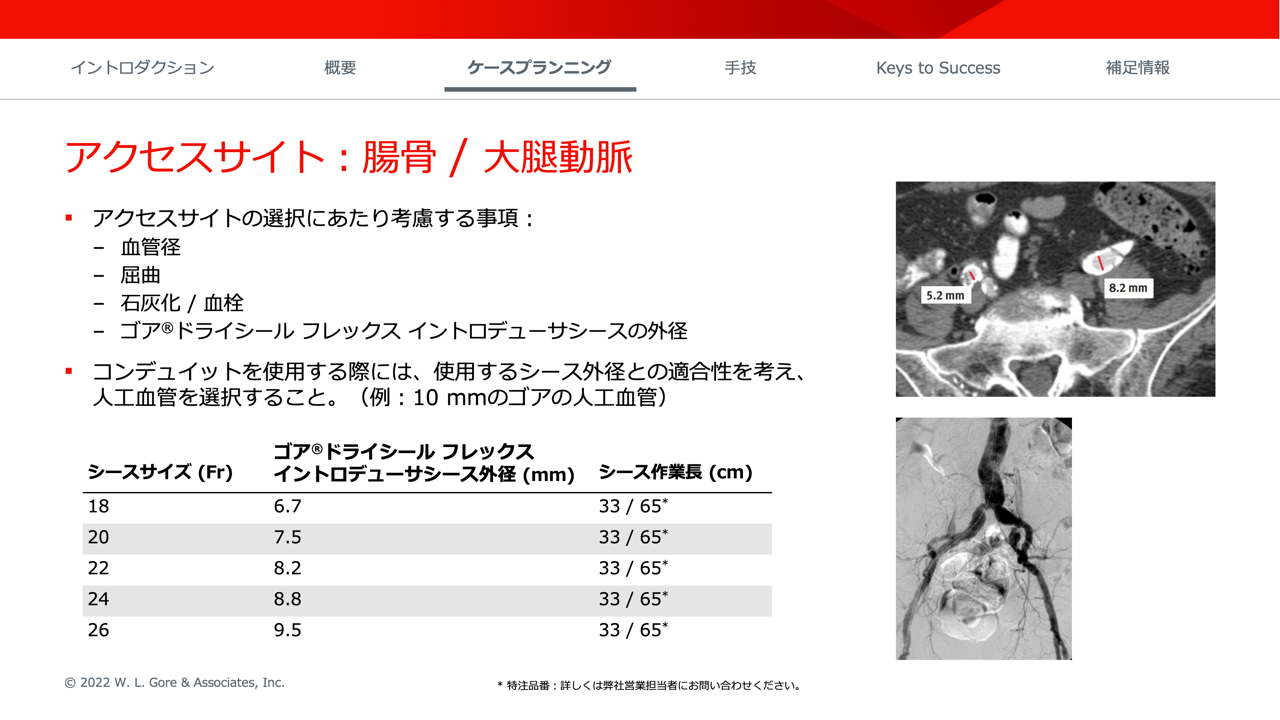 イントロダクション
概要
ケースプランニング
手技
Keys to Success
補足情報
アクセスサイト：腸骨 / 大腿動脈
▪ アクセスサイトの選択にあたり考慮する事項：
– 血管径
– 屈曲
– 石灰化 / 血栓
– ゴア®ドライシール フレックス イントロデューサシースの外径
▪ コンデュイットを使用する際には、使用するシース外径との適合性を考え、
人工血管を選択すること。（例：10 mmのゴアの人工血管）
5.2 mm
8.2 mm
シースサイズ (Fr) ゴア®ドライシール フレックス
イントロデューサシース外径 (mm) シース作業長 (cm)
18 6.7 33 / 65*
20 7.5 33 / 65*
22 8.2 33 / 65*
24 8.8 33 / 65*
26 9.5 33 / 65*
© 2022 W. L. Gore & Associates, Inc.
* 特注品番：詳しくは弊社営業担当者にお問い合わせください。